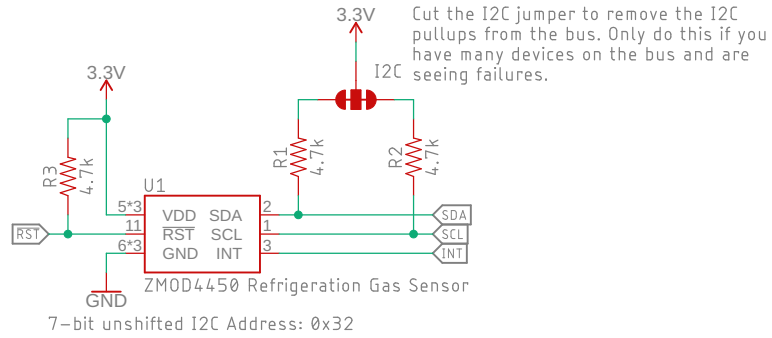 3.3V
Cut the I2C jumper to remove the I2C
pullups from the bus. Only do this if you
have many devices on the bus and are
seeing failures.
I2C
3.3V
R3
4.7k
R1
4.7k
R2
4.7k
U1
5*3 VDD SDA 2
SDA
RST
11 RST SCL 1
SCL
6*3 GND INT 3
INT
ZMOD4450 Refrigeration Gas Sensor
GND
7-bit unshifted I2C Address: 0x32